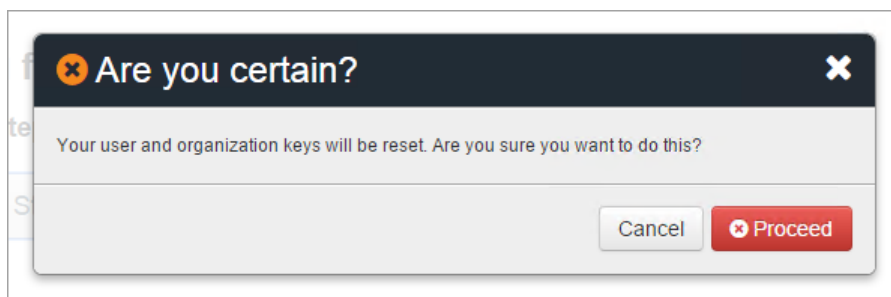 Are you certain?
Your user and organization keys will be reset. Are you sure you want to do this?
Cancel
Proceed